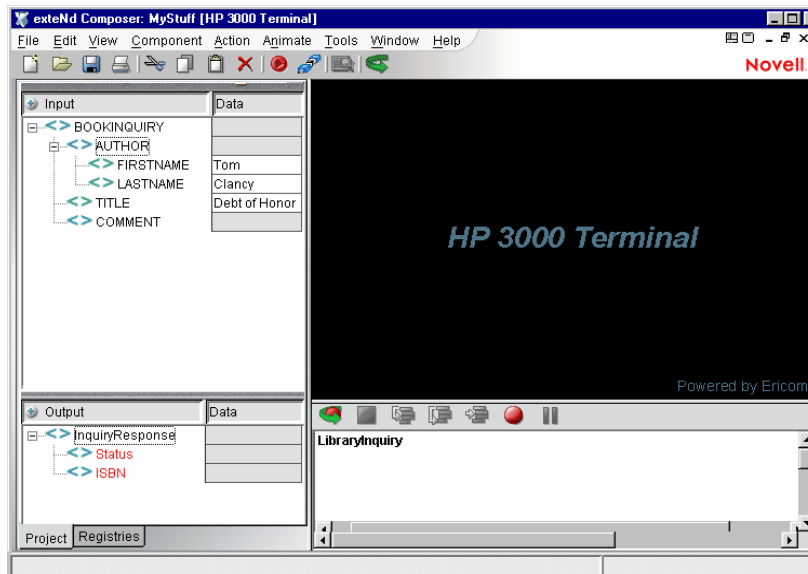 exteNd Composer: MyStuff [HP 3000 Terminal]
File Edit View Component Action Animate Tools Window Help
Novell.
Input Data
BOOKINQUIRY
AUTHOR
FIRSTNAME Tom
LASTNAME Clancy
TITLE Debt of Honor
COMMENT
HP 3000 Terminal
Powered by Ericom
Output Data
InquiryResponse
Status
ISBN
LibraryInquiry
Project Registries